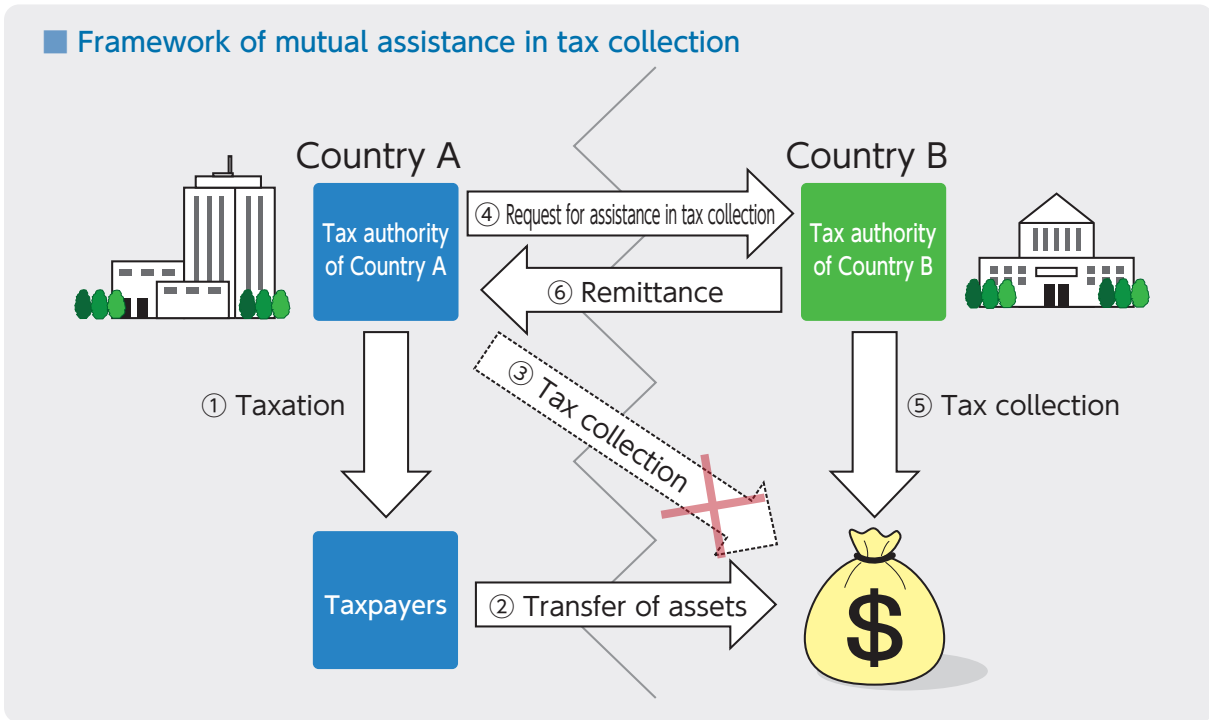 Framework of mutual assistance in tax collection
Country A
Country B
Tax authority
of Country A
④ Request for assistance in tax collection
Tax authority
of Country B
⑥ Remittance
① Taxation
③ Tax collection
⑤ Tax collection
Taxpayers
② Transfer of assets
$